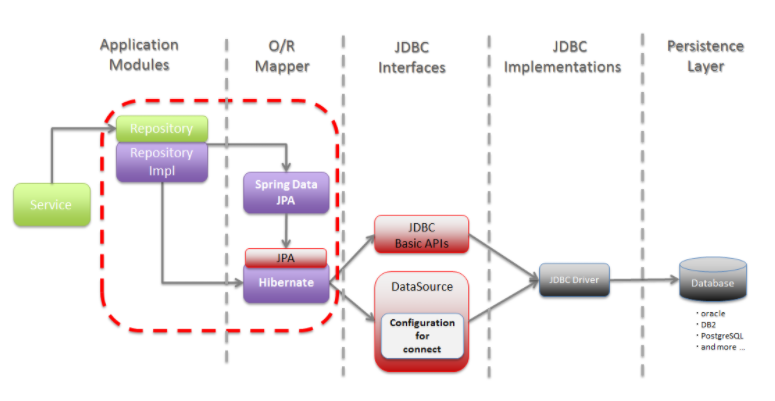 Application
Modules
O/R
Mapper
JDBC
Interfaces
JDBC
Implementations
Persistence
Layer
Repository
Repository
Impl
Service
Spring Data
JPA
JPA
Hibernate
JDBC
Basic APIs
DataSource
Configuration
for
connect
JDBC Driver
Database
・oracle
・DB2
・PostgreSQL
・and more ...